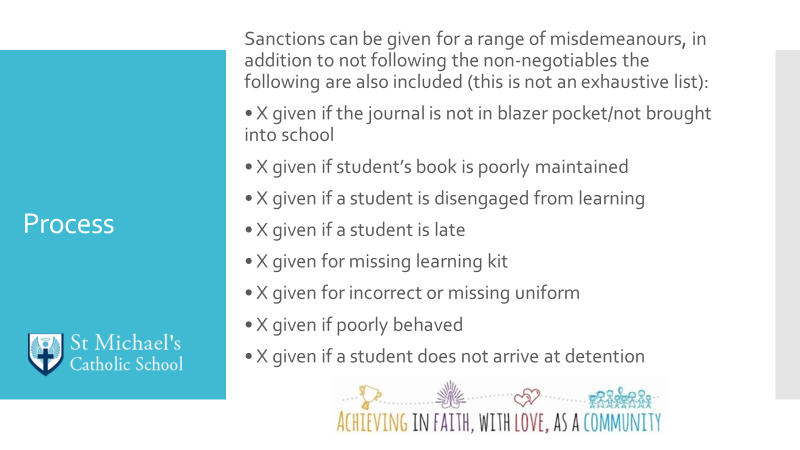 Sanctions can be given for a range of misdemeanours, in
addition to not following the non-negotiables the
following are also included (this is not an exhaustive list):
• X given if the journal is not in blazer pocket/not brought
into school
• X given if student's book is poorly maintained
• X given if a student is disengaged from learning
• X given if a student is late
• X given for missing learning kit
• X given for incorrect or missing uniform
• X given if poorly behaved
• X given if a student does not arrive at detention
Process
St Michael's
Catholic School
ACHIEVING IN FAITH, WITH LOVE, AS A COMMUNITY